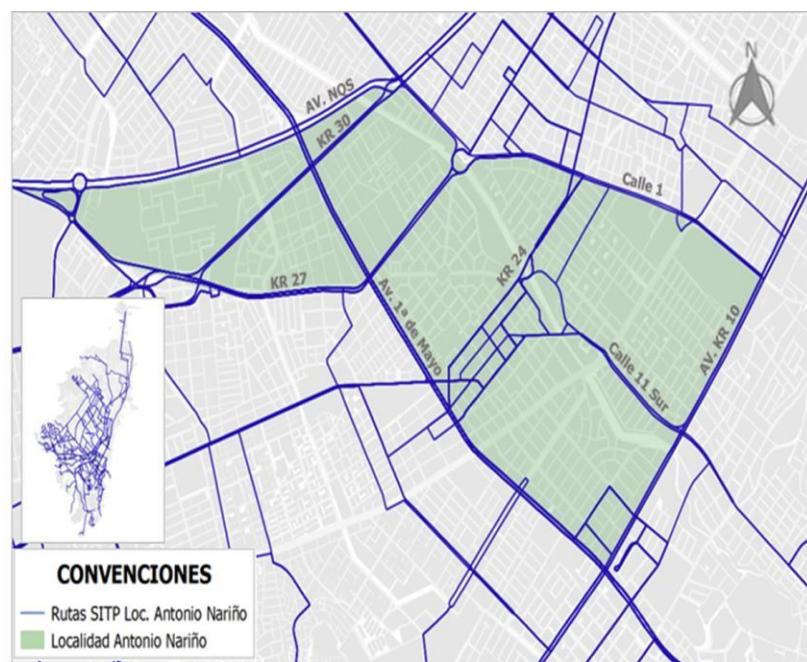 N
AV. NQS
KR 30
Calle 1
KR 24
KR 27
Av. 1ª de Mayo
AV. KR 10
Calle 11 Sur
CONVENCIONES
Rutas SITP Loc. Antonio Nariño
Localidad Antonio Nariño